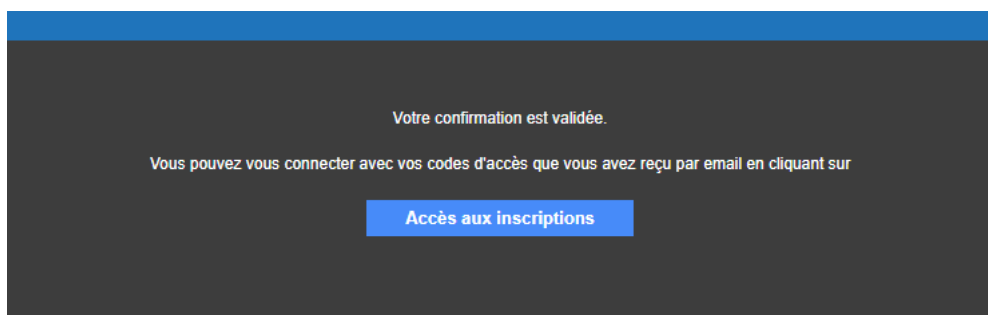 Votre confirmation est validée.
Vous pouvez vous connecter avec vos codes d'accès que vous avez reçu par email en cliquant sur
Accès aux inscriptions